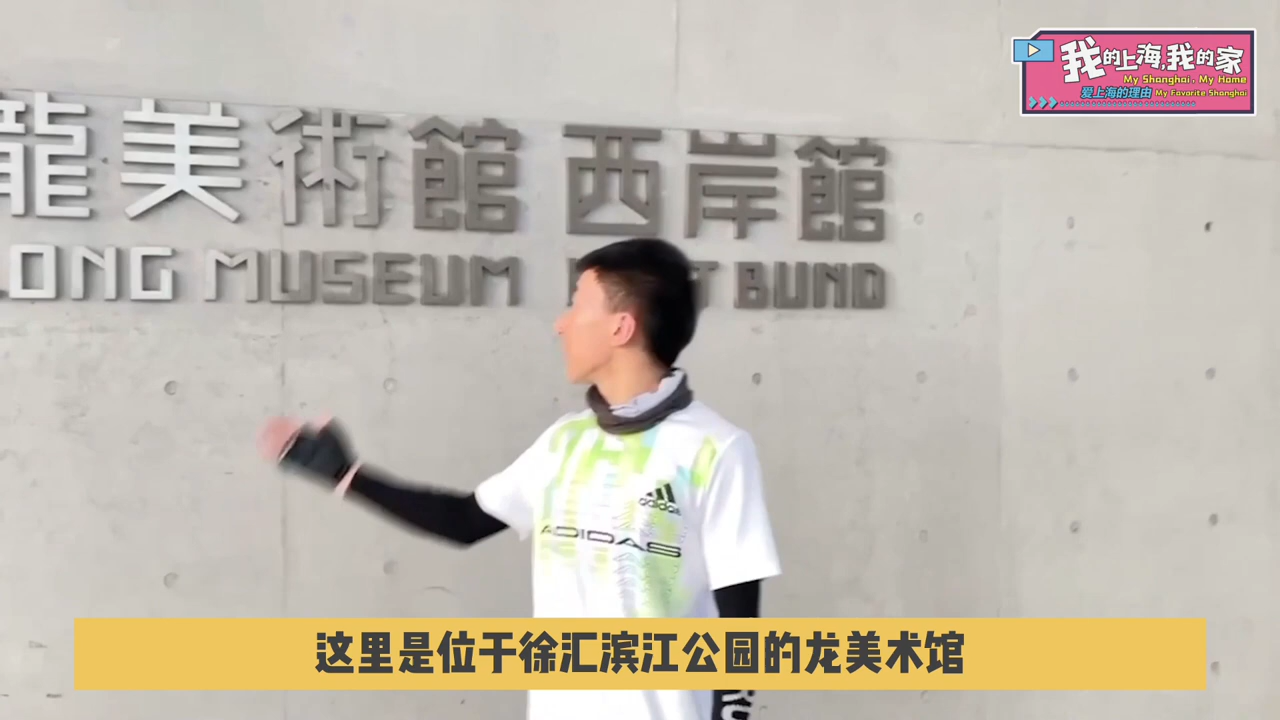 我的上海,我的家
My Shanghai, My Home
爱上海的理由 My Favorite Shanghai
龍美術館 西岸館
LONG MUSEUM BUND
adidas
ADIDAS
这里是位于徐汇滨江公园的龙美术馆